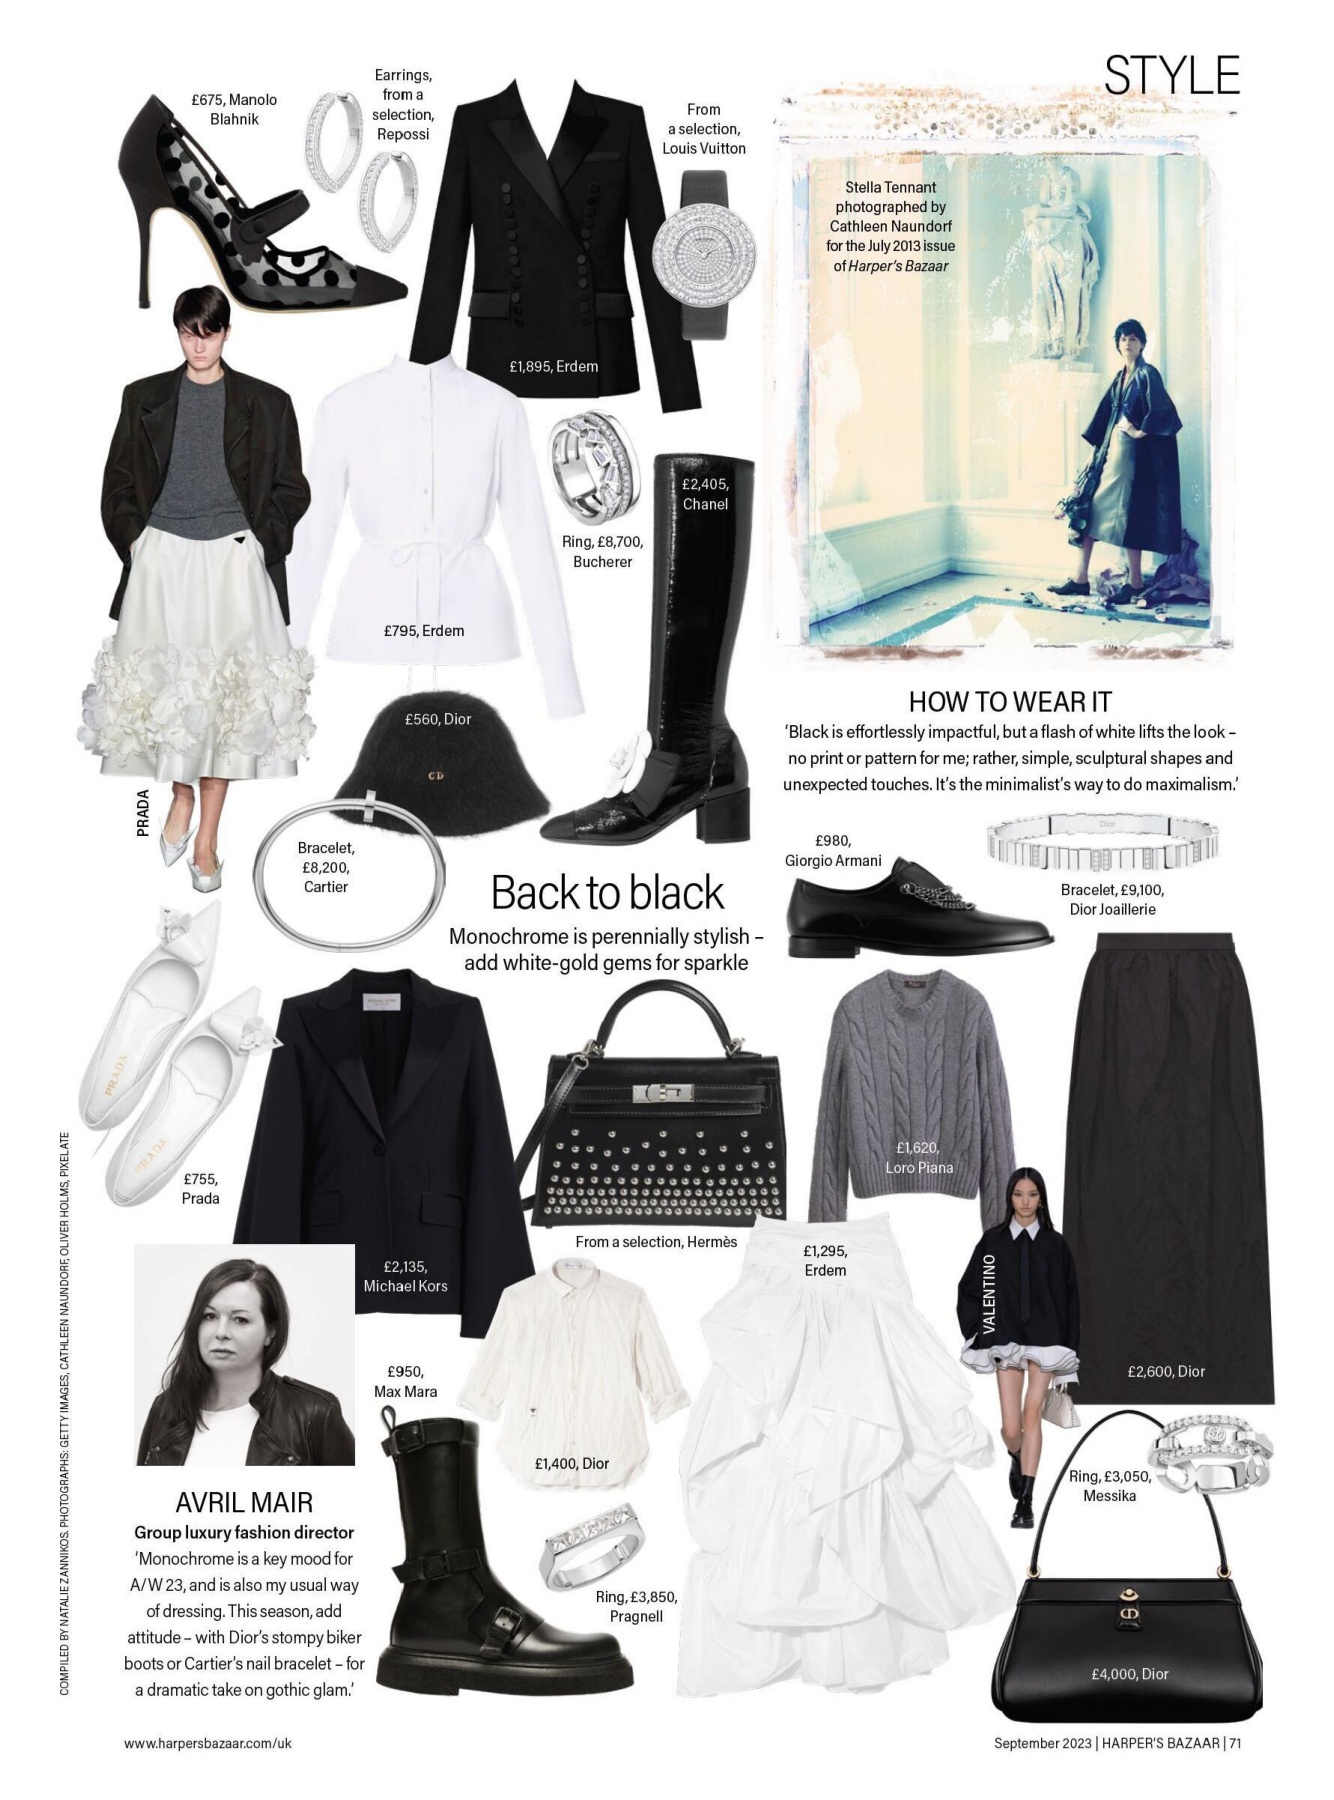 STYLE
£675, Manolo
Blahnik
Earrings,
from a
selection,
Repossi
From
a selection,
Louis Vuitton
Stella Tennant
photographed by
Cathleen Naundorf
for the July 2013 issue
of Harper's Bazaar
£1,895, Erdem
£2,405,
Chanel
Ring, £8,700,
Bucherer
£795, Erdem
£560, Dior
CD
PRADA
HOW TO WEAR IT
‘Black is effortlessly impactful, but a flash of white lifts the look –
no print or pattern for me; rather, simple, sculptural shapes and
unexpected touches. It’s the minimalist’s way to do maximalism.’
Bracelet,
£8,200,
Cartier
£980,
Giorgio Armani
Dior
Bracelet, £9,100,
Dior Joaillerie
Back to black
Monochrome is perennially stylish –
add white-gold gems for sparkle
MICHAEL KORS
PRADA
PRADA
£755,
Prada
£1,620,
Loro Piana
From a selection, Hermès
£2,135,
Michael Kors
£1,295,
Erdem
VALENTINO
£2,600, Dior
£950,
Max Mara
£1,400, Dior
Ring, £3,050,
Messika
AVRIL MAIR
Group luxury fashion director
‘Monochrome is a key mood for
A/W 23, and is also my usual way
of dressing. This season, add
attitude – with Dior’s stompy biker
boots or Cartier’s nail bracelet – for
a dramatic take on gothic glam.’
Ring, £3,850,
Pragnell
CD
£4,000, Dior
COMPILED BY NATALIE ZANNIKOS. PHOTOGRAPHS: GETTY IMAGES, CATHLEEN NAUNDORF, OLIVER HOLMS, PIXELATE
www.harpersbazaar.com/uk
September 2023 | HARPER’S BAZAAR | 71